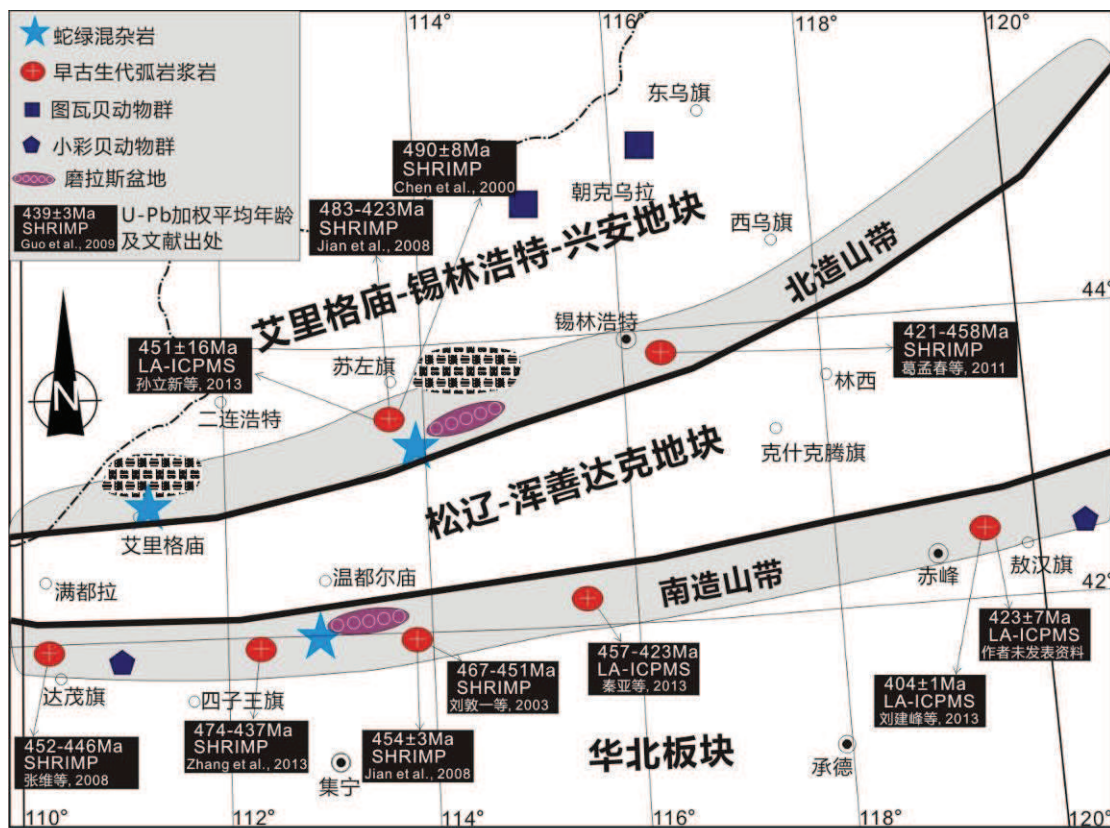 蛇绿混杂岩
早古生代弧岩浆岩
图瓦贝动物群
小彩贝动物群
磨拉斯盆地
439±3Ma
SHRIMP
Guo et al., 2009
U-Pb加权平均年龄
及文献出处
114°
116°
120°
东乌旗
490±8Ma
SHRIMP
Chen et al., 2000
朝克乌拉
483-423Ma
SHRIMP
Jian et al., 2008
西乌旗
艾里格庙-锡林浩特-兴安地块
北造山带
44°
锡林浩特
451±16Ma
LA-ICPMS
孙立新等, 2013
苏左旗
421-458Ma
SHRIMP
葛孟春等, 2011
林西
N
二连浩特
克什克腾旗
松辽-浑善达克地块
艾里格庙
满都拉
温都尔庙
南造山带
赤峰
敖汉旗
42°
457-423Ma
LA-ICPMS
秦亚等, 2013
423±7Ma
LA-ICPMS
作者未发表资料
467-451Ma
SHRIMP
刘敦一等, 2003
达茂旗
四子王旗
404±1Ma
LA-ICPMS
刘建峰等, 2013
474-437Ma
SHRIMP
Zhang et al., 2013
454±3Ma
SHRIMP
Jian et al., 2008
452-446Ma
SHRIMP
张维等, 2008
华北板块
集宁
承德
110°
112°
114°
116°
118°
120°